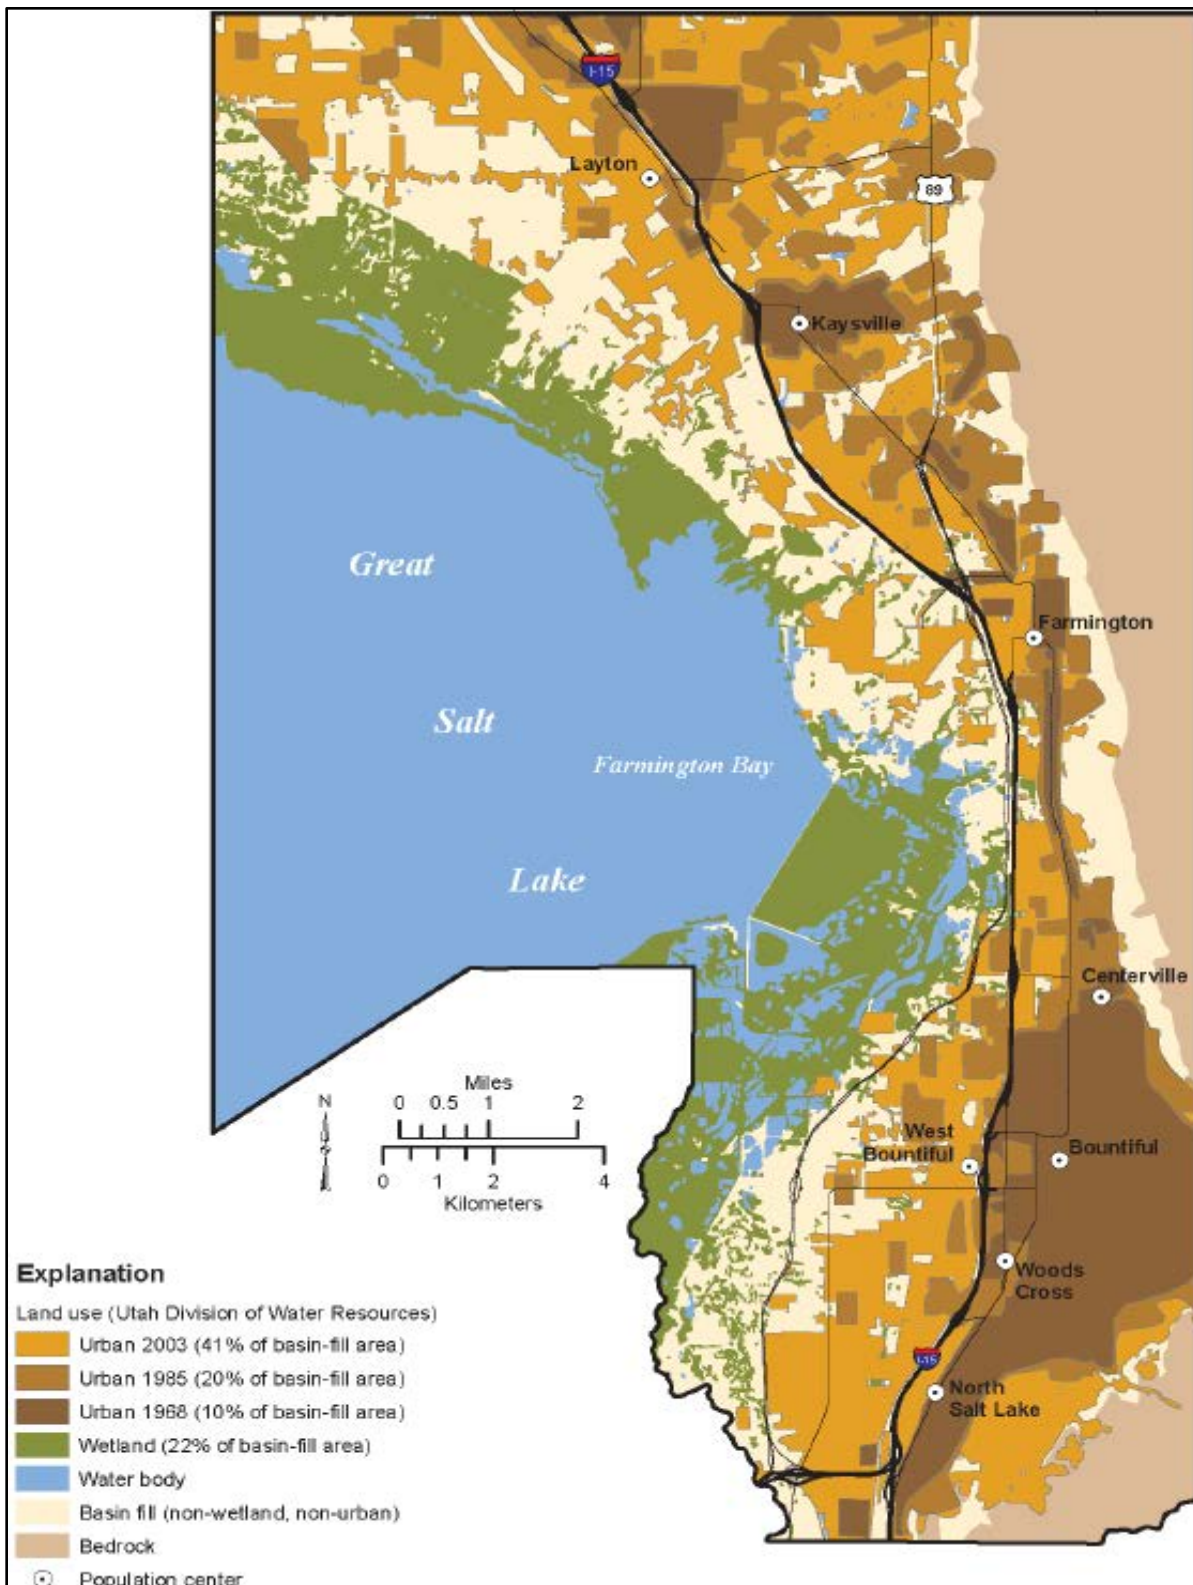 I-15
Layton
89
Kaysville
Great
Farmington
Salt
Farmington Bay
Lake
Centerville
Miles
N
0 0.5 1 2
West
Bountiful
Bountiful
0 1 2 4
Kilometers
Explanation
Woods
Cross
Land use (Utah Division of Water Resources)
Urban 2003 (41% of basin-fill area)
I-15
Urban 1985 (20% of basin-fill area)
North
Salt Lake
Urban 1968 (10% of basin-fill area)
Wetland (22% of basin-fill area)
Water body
Basin fill (non-wetland, non-urban)
Bedrock
Population center